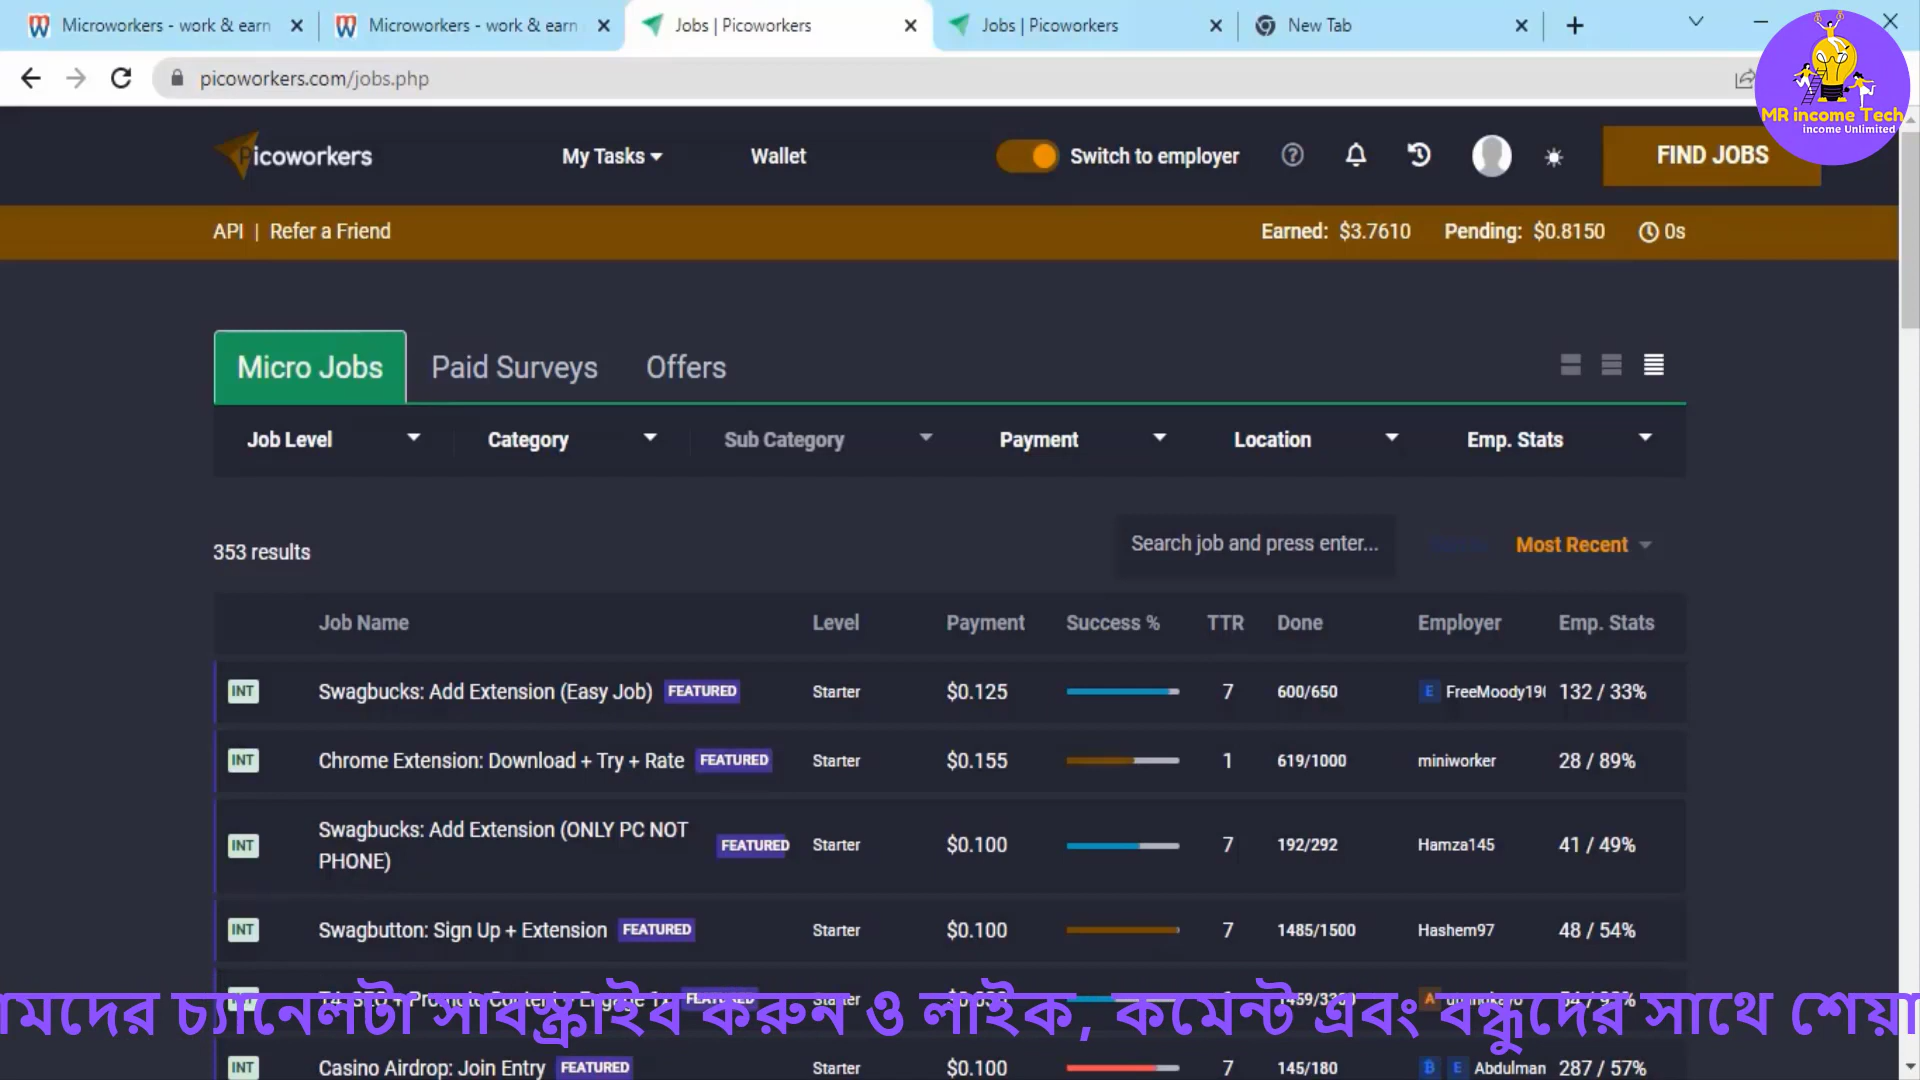 Microworkers - work & earn
Microworkers - work & earn
Jobs | Picoworkers
Jobs | Picoworkers
New Tab
picoworkers.com/jobs.php
MR income Tech
income Unlimited
Picoworkers
My Tasks
Wallet
Switch to employer
FIND JOBS
API | Refer a Friend
Earned: $3.7610
Pending: $0.8150
0s
Micro Jobs
Paid Surveys
Offers
Job Level
Category
Sub Category
Payment
Location
Emp. Stats
353 results
Search job and press enter...
Most Recent
Job Name Level Payment Success % TTR Done Employer Emp. Stats
INT Swagbucks: Add Extension (Easy Job) FEATURED Starter $0.125 7 600/650 E FreeMoody19 132 / 33%
INT Chrome Extension: Download + Try + Rate FEATURED Starter $0.155 1 619/1000 miniworker 28 / 89%
INT Swagbucks: Add Extension (ONLY PC NOT PHONE) FEATURED Starter $0.100 7 192/292 Hamza145 41 / 49%
INT Swagbutton: Sign Up + Extension FEATURED Starter $0.100 7 1485/1500 Hashem97 48 / 54%
মদের চ্যানেলটা সাবস্ক্রাইব করুন ও লাইক, কমেন্ট এবং বন্ধুদের সাথে শেয়া
INT Casino Airdrop: Join Entry FEATURED Starter $0.100 7 145/180 B E Abdulman 287 / 57%